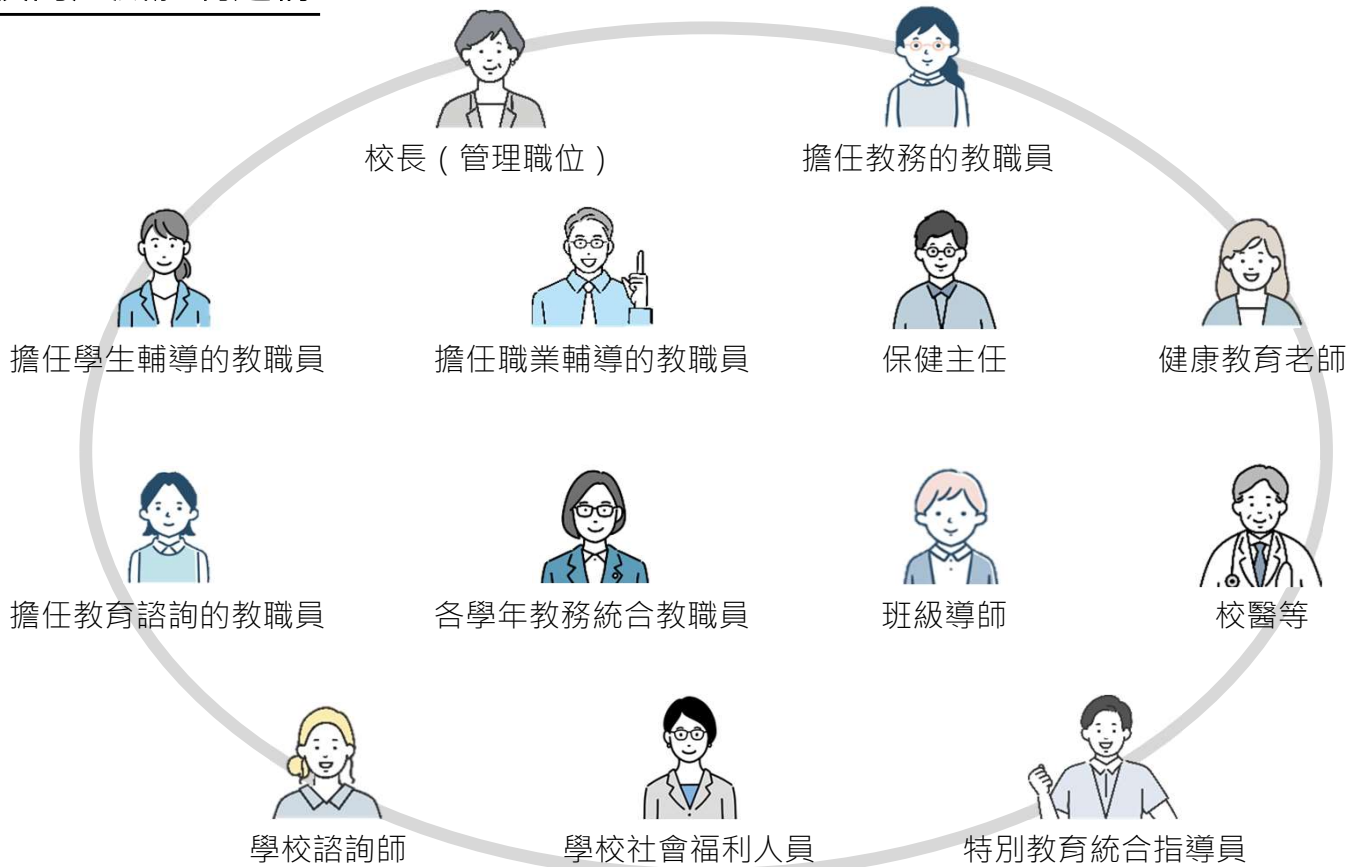 校長（管理職位）
擔任教務的教職員
擔任學生輔導的教職員
擔任職業輔導的教職員
保健主任
健康教育老師
擔任教育諮詢的教職員
各學年教務統合教職員
班級導師
校醫等
學校諮詢師
學校社會福利人員
特別教育統合指導員